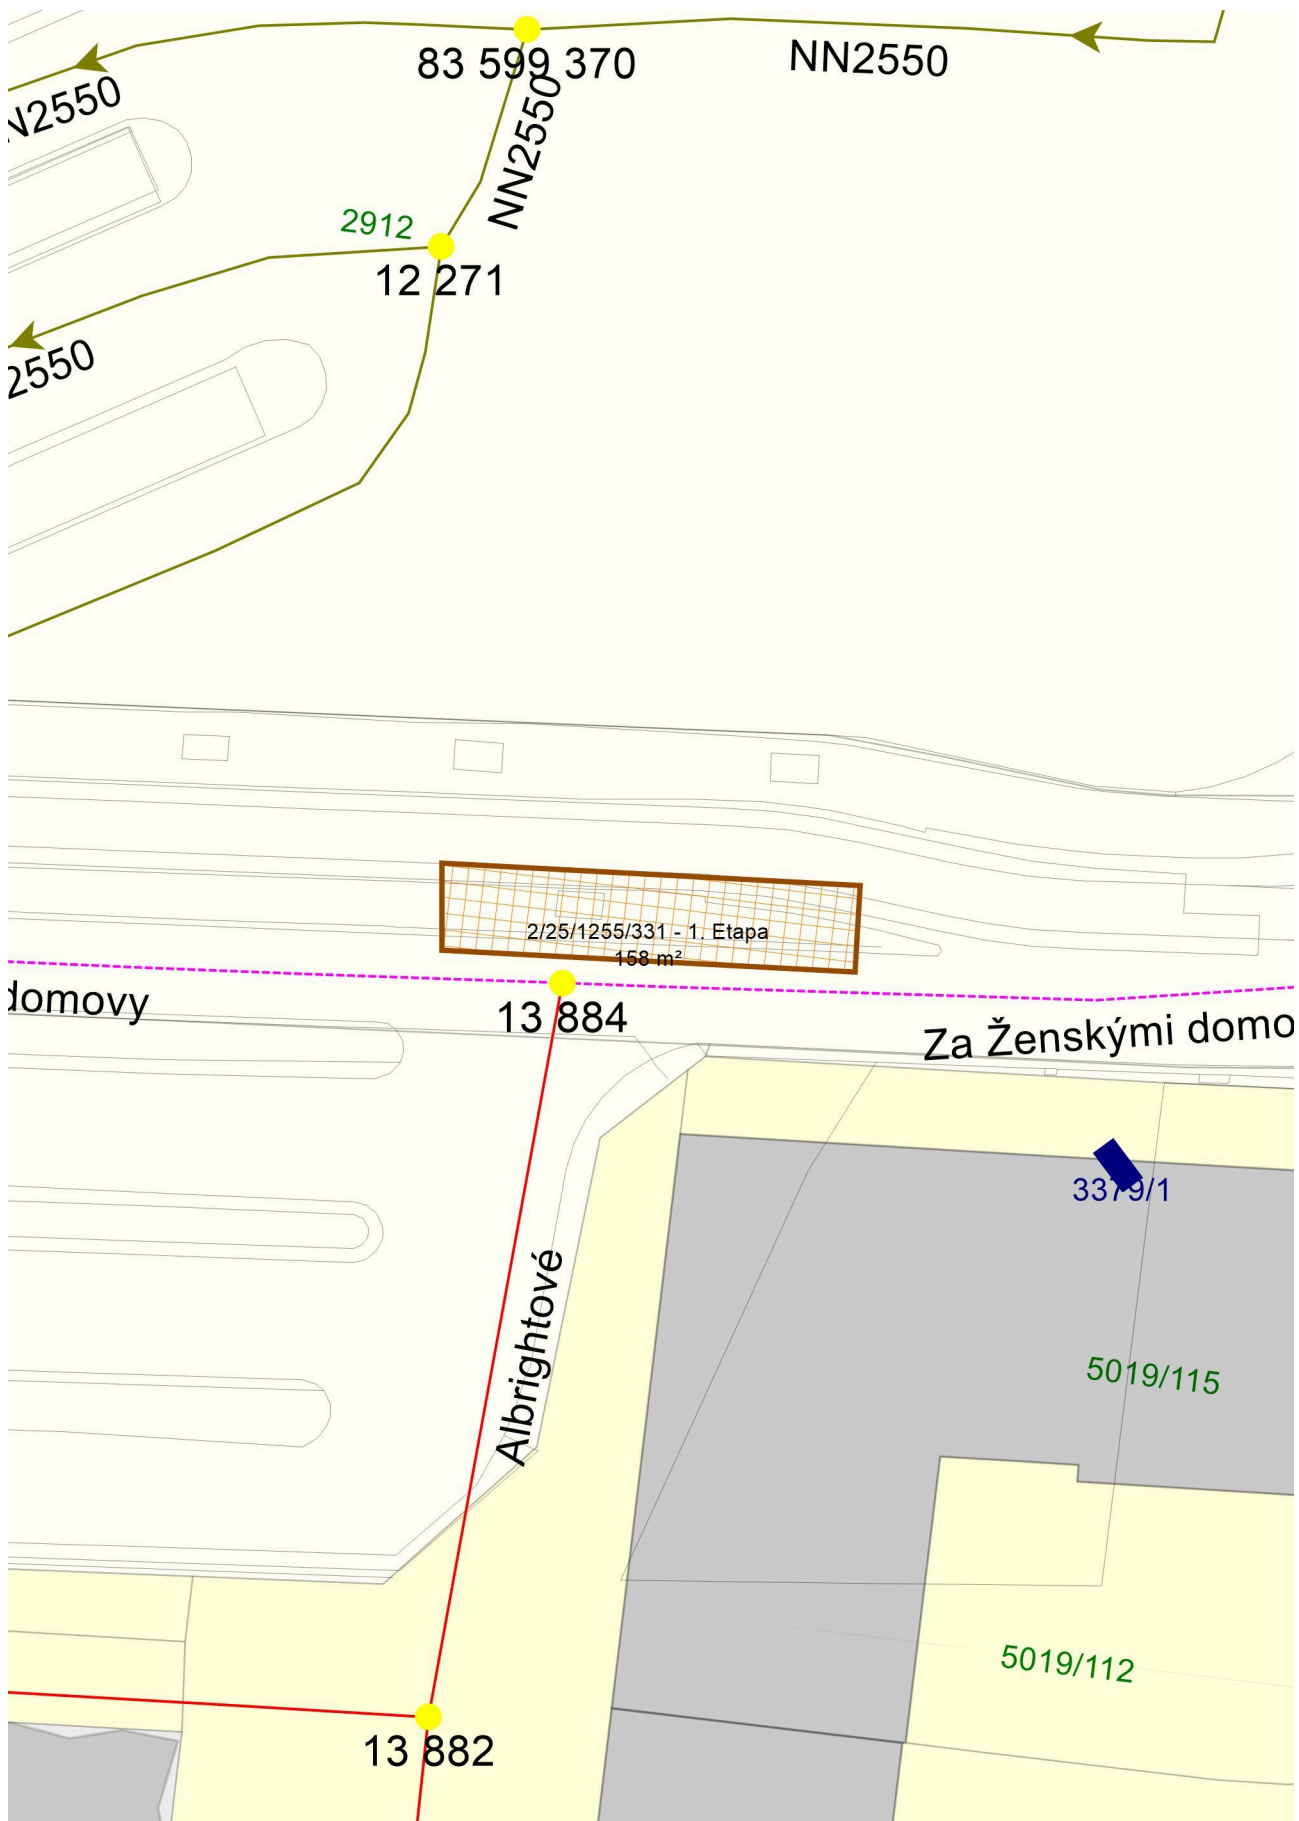 83 599 370
NN2550
N2550
NN2550
2912
12 271
2550
2/25/1255/331 - 1. Etapa
158 m²
domovy
13 884
Za Ženskými domo
3379/1
Albrightové
5019/115
5019/112
13 882